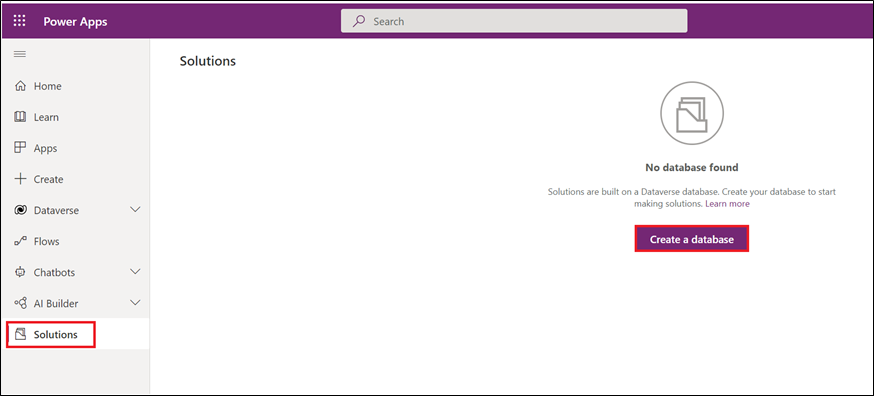 Power Apps
Search
Home
Learn
Apps
Create
Dataverse
Flows
Chatbots
AI Builder
Solutions
Solutions
No database found
Solutions are built on a Dataverse database. Create your database to start
making solutions. Learn more
Create a database